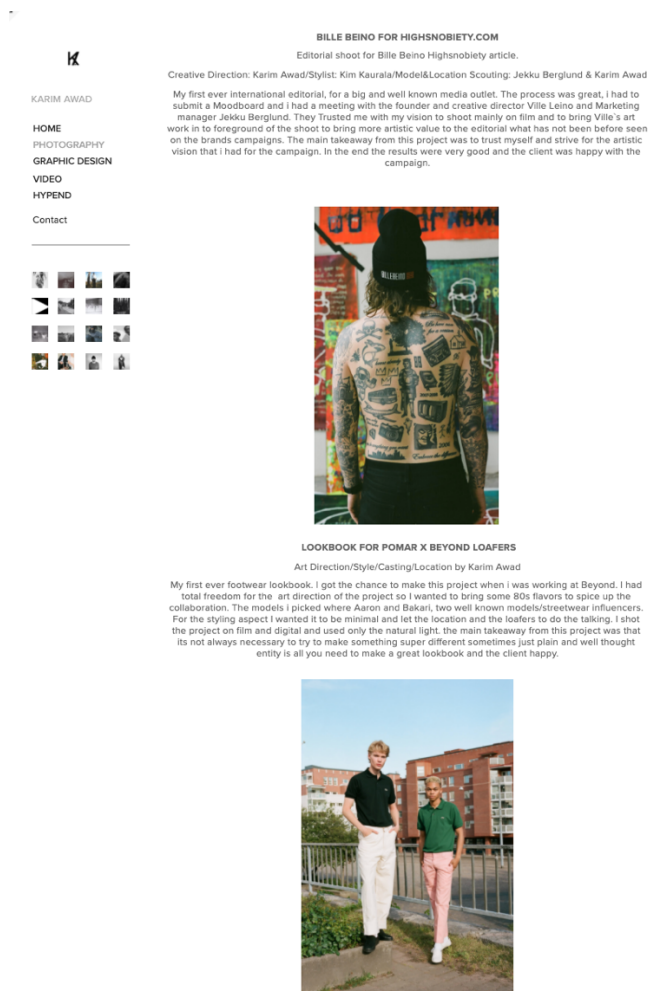 BILLE BEINO FOR HIGHSNOBIETY.COM
Editorial shoot for Bille Beino Highsnobiety article.
Creative Direction: Karim Awad/Stylist: Kim Kaurala/Model&Location Scouting: Jekku Berglund & Karim Awad
My first ever international editorial, for a big and well known media outlet. The process was great, i had to
submit a Moodboard and i had a meeting with the founder and creative director Ville Leino and Marketing
manager Jekku Berglund. They Trusted me with my vision to shoot mainly on film and to bring Ville`s art
work in to foreground of the shoot to bring more artistic value to the editorial what has not been before seen
on the brands campaigns. The main takeaway from this project was to trust myself and strive for the artistic
vision that i had for the campaign. In the end the results were very good and the client was happy with the
campaign.
KARIM AWAD
HOME
PHOTOGRAPHY
GRAPHIC DESIGN
VIDEO
HYPEND
Contact
BILLEBEINO
LOOKBOOK FOR POMAR X BEYOND LOAFERS
Art Direction/Style/Casting/Location by Karim Awad
My first ever footwear lookbook. I got the chance to make this project when i was working at Beyond. I had
total freedom for the art direction of the project so I wanted to bring some 80s flavors to spice up the
collaboration. The models i picked where Aaron and Bakari, two well known models/streetwear influencers.
For the styling aspect I wanted it to be minimal and let the location and the loafers to do the talking. I shot
the project on film and digital and used only the natural light. the main takeaway from this project was that
its not always necessary to try to make something super different sometimes just plain and well thought
entity is all you need to make a great lookbook and the client happy.